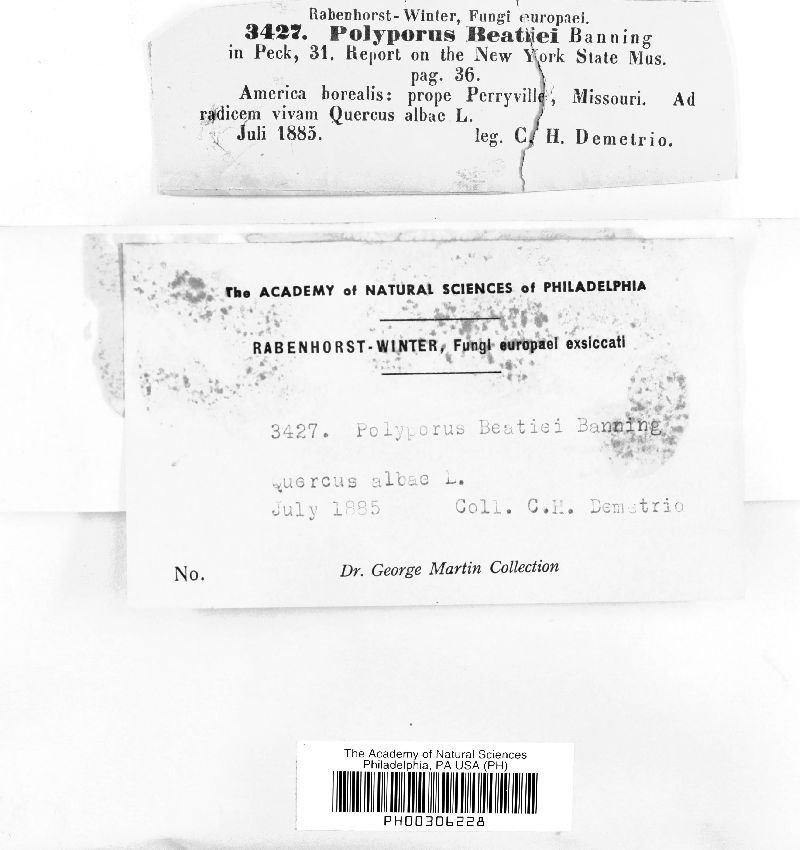 Rabenhorst-Winter, Fungi europaei.
3427. Polyporus Beatiei Banning
in Peck, 31. Report on the New York State Mus.
pag. 36.
America borealis: prope Perryville, Missouri. Ad
radicem vivam Quercus albae L.
Juli 1885. leg. C. H. Demetrio.
The ACADEMY of NATURAL SCIENCES of PHILADELPHIA
RABENHORST-WINTER, Fungi europaei exsiccati
3427. Polyporus Beatiei Banning
Quercus albae L.
July 1885 Coll. C.H. Demetrio
No. Dr. George Martin Collection
The Academy of Natural Sciences
Philadelphia, PA USA (PH)
PH00306228